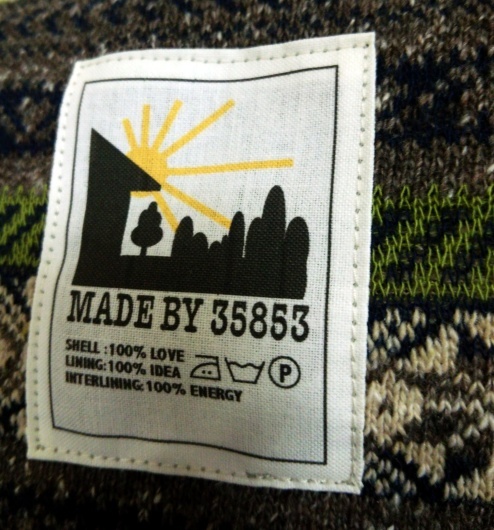 MADE BY 35853
SHELL :100% LOVE
LINING:100% IDEA
INTERLINING:100% ENERGY
P